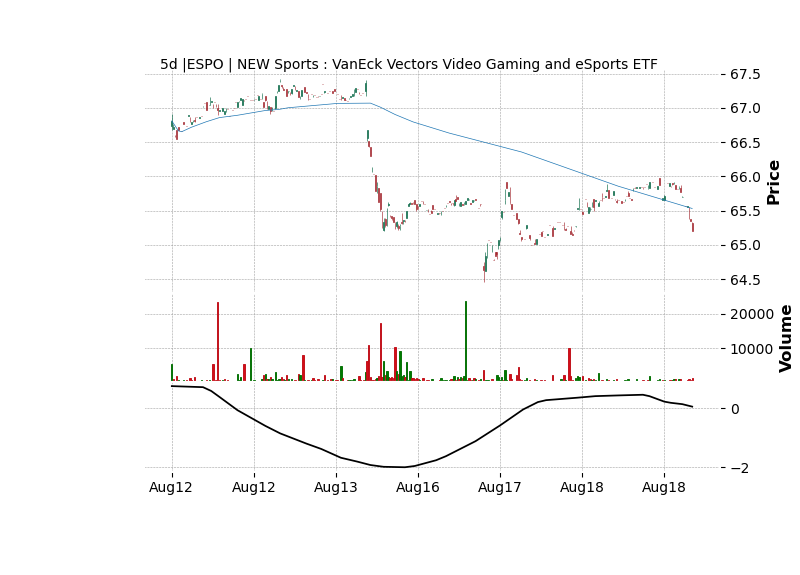 5d |ESPO | NEW Sports : VanEck Vectors Video Gaming and eSports ETF
67.5
67.0
66.5
66.0
65.5
65.0
64.5
Price
20000
10000
Volume
0
−2
Aug12 Aug12 Aug13 Aug16 Aug17 Aug18 Aug18